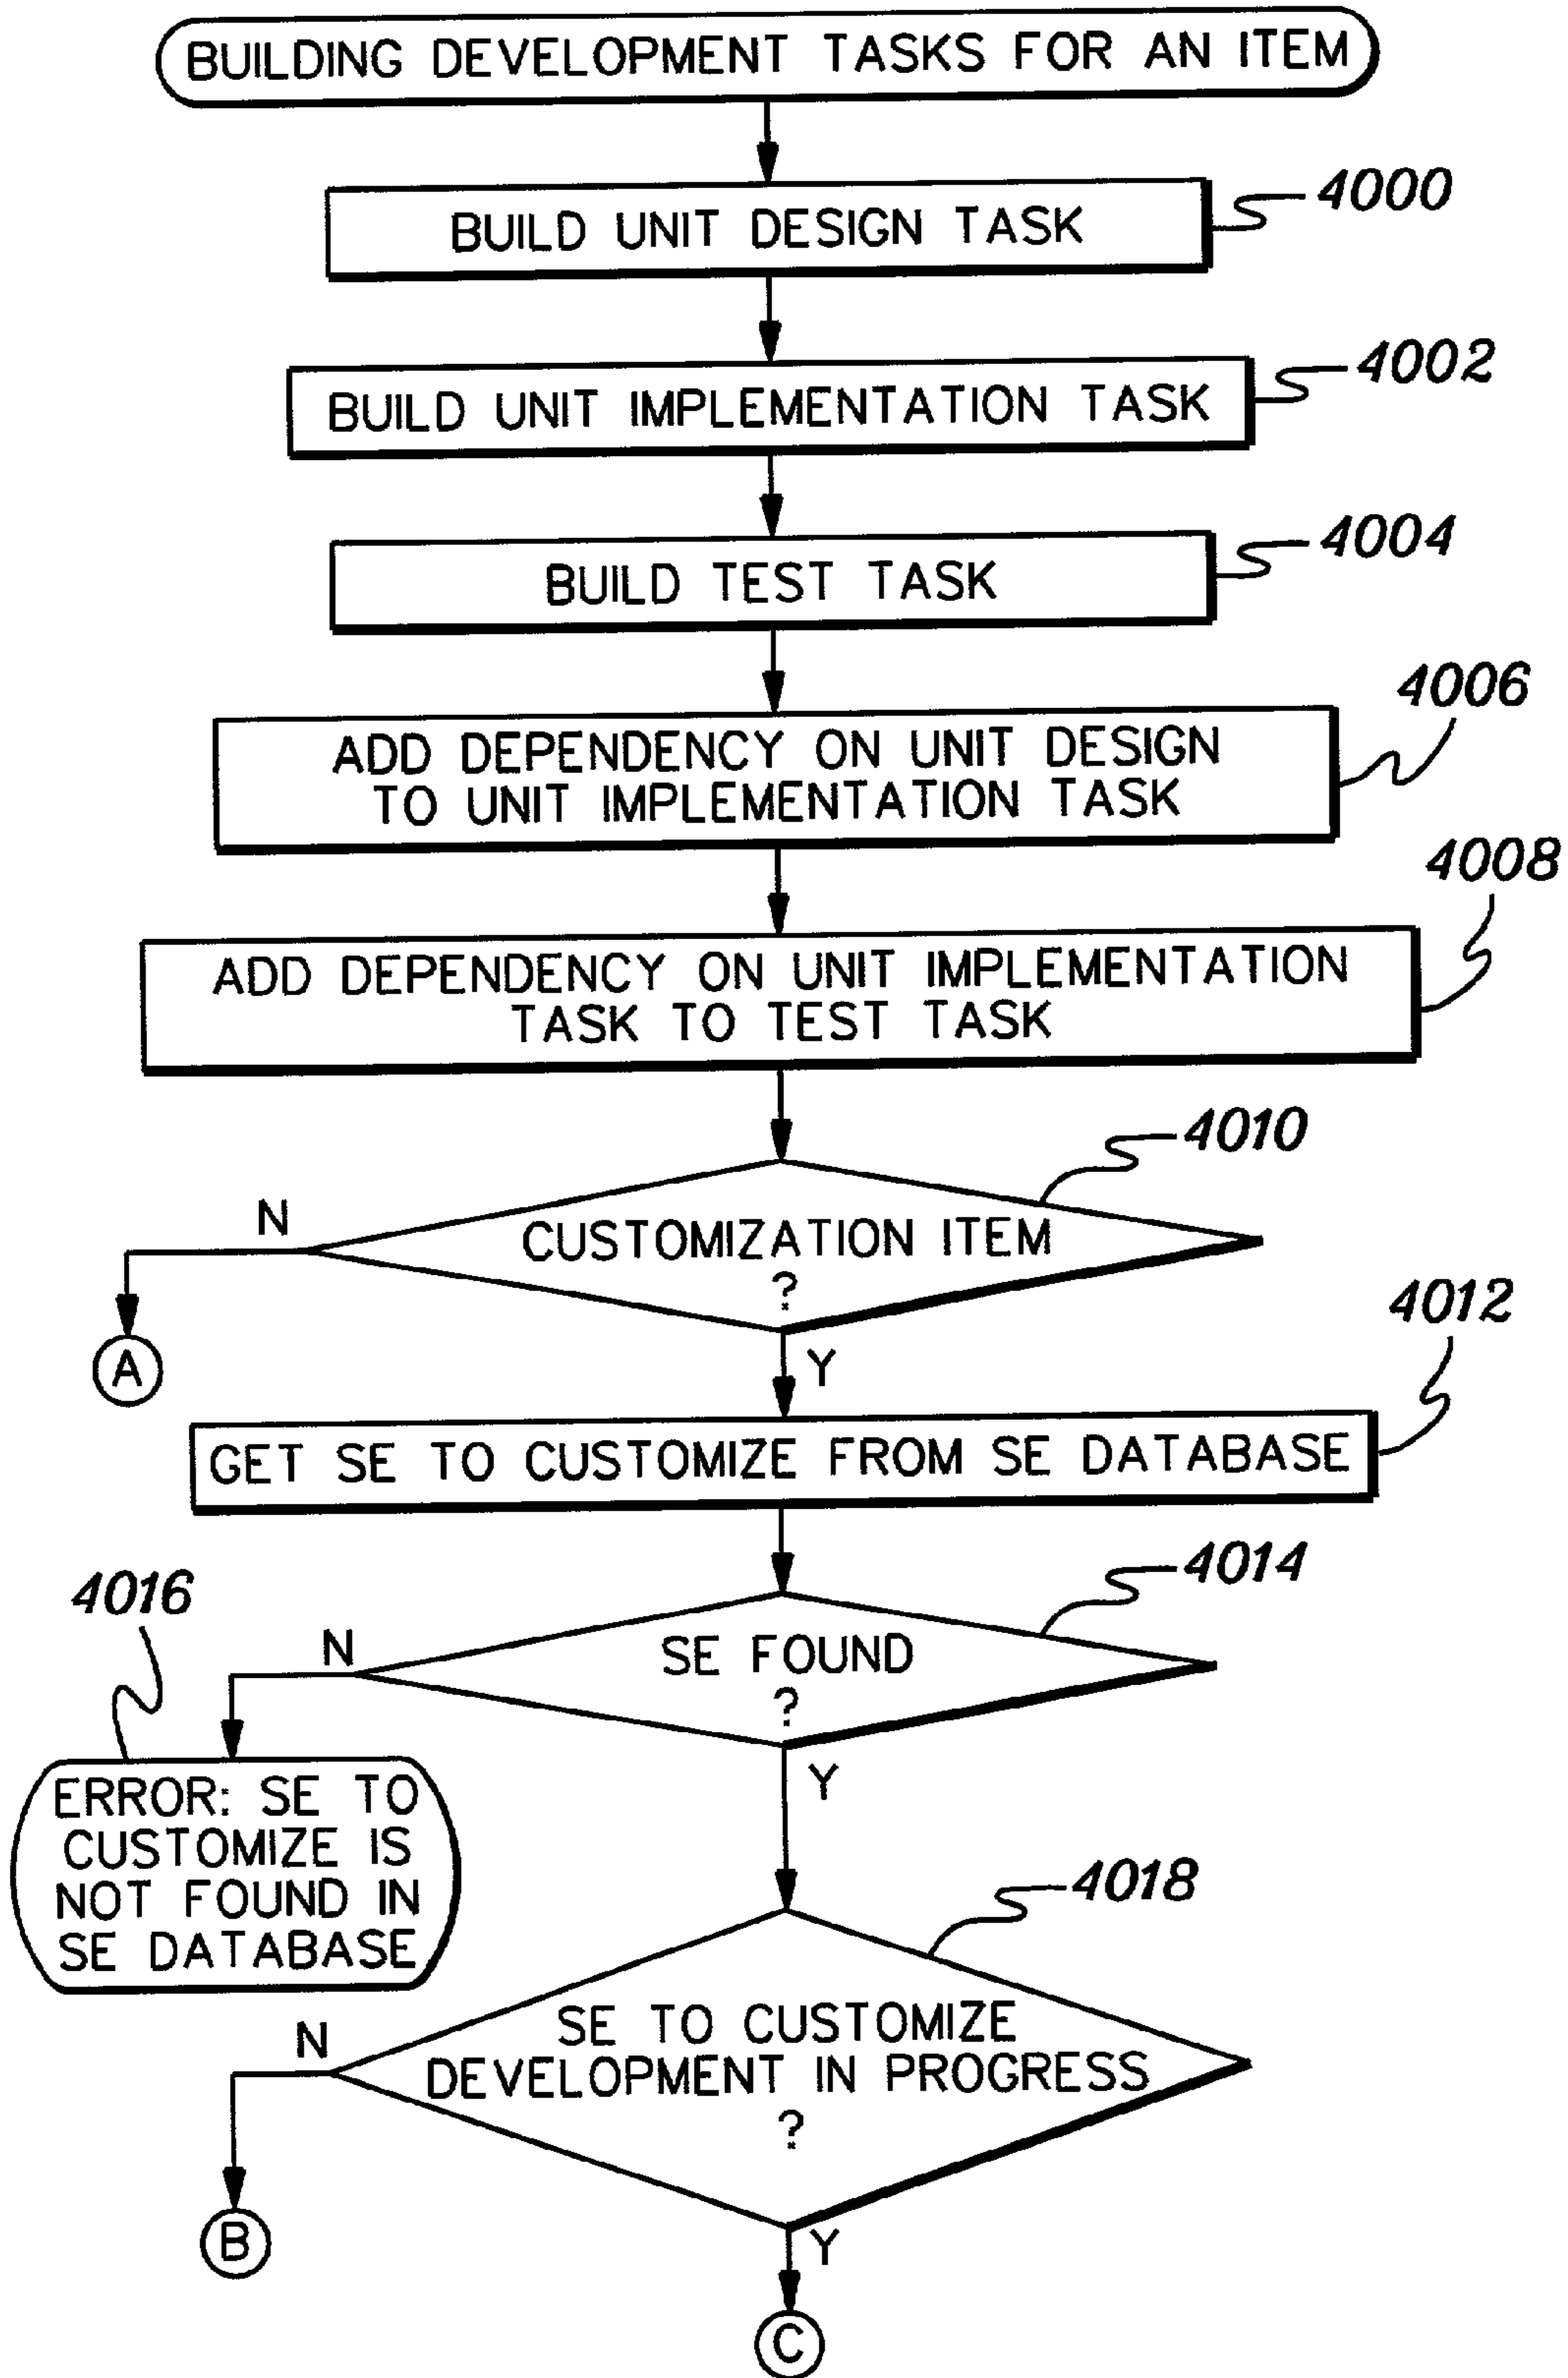 BUILDING DEVELOPMENT TASKS FOR AN ITEM
4000
BUILD UNIT DESIGN TASK
4002
BUILD UNIT IMPLEMENTATION TASK
4004
BUILD TEST TASK
4006
ADD DEPENDENCY ON UNIT DESIGN
TO UNIT IMPLEMENTATION TASK
4008
ADD DEPENDENCY ON UNIT IMPLEMENTATION
TASK TO TEST TASK
4010
N
CUSTOMIZATION ITEM
?
4012
A
Y
GET SE TO CUSTOMIZE FROM SE DATABASE
4014
4016
N
SE FOUND
?
Y
ERROR: SE TO
CUSTOMIZE IS
NOT FOUND IN
SE DATABASE
4018
N
SE TO CUSTOMIZE
DEVELOPMENT IN PROGRESS
?
B
Y
C